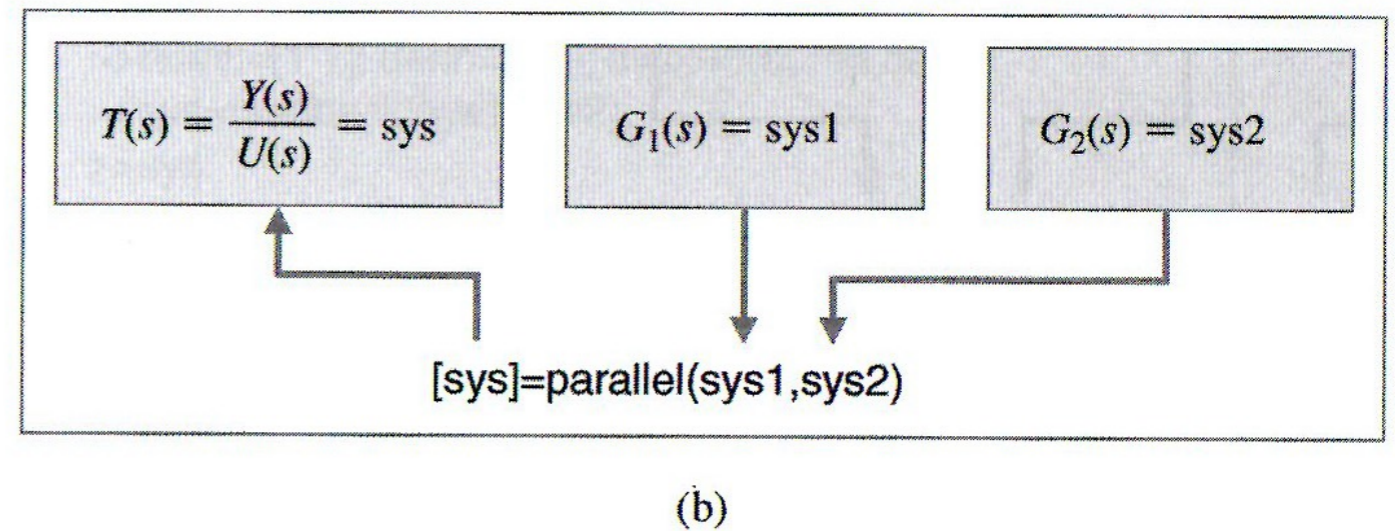 T(s) = Y(s)/U(s) = sys
G₁(s) = sys1
G₂(s) = sys2
[sys]=parallel(sys1,sys2)
(b)